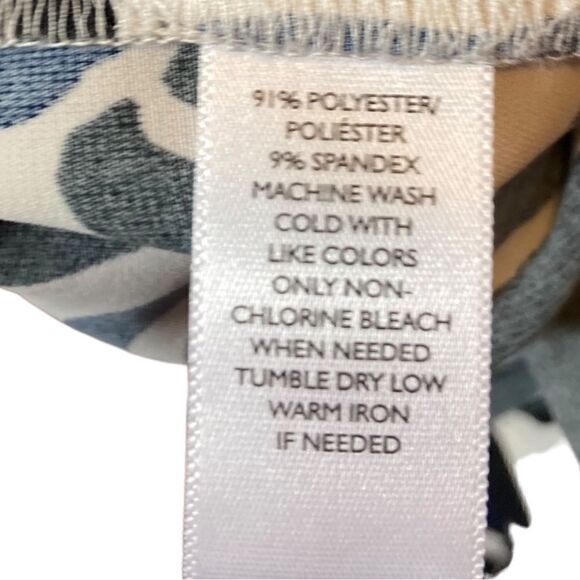 91% POLYESTER/
POLIÉSTER
9% SPANDEX
MACHINE WASH
COLD WITH
LIKE COLORS
ONLY NON-
CHLORINE BLEACH
WHEN NEEDED
TUMBLE DRY LOW
WARM IRON
IF NEEDED